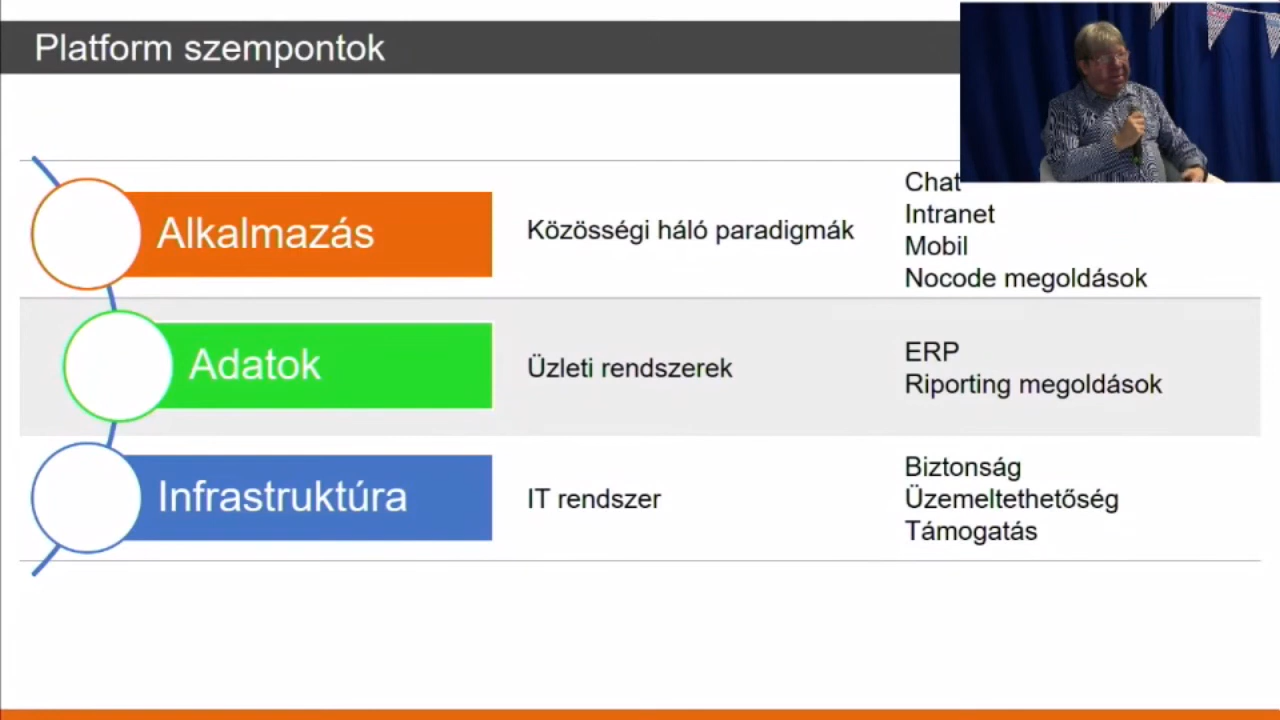 Platform szempontok
Alkalmazás
Közösségi háló paradigmák
Chat
Intranet
Mobil
Nocode megoldások
Adatok
Üzleti rendszerek
ERP
Riporting megoldások
Infrastruktúra
IT rendszer
Biztonság
Üzemeltethetőség
Támogatás